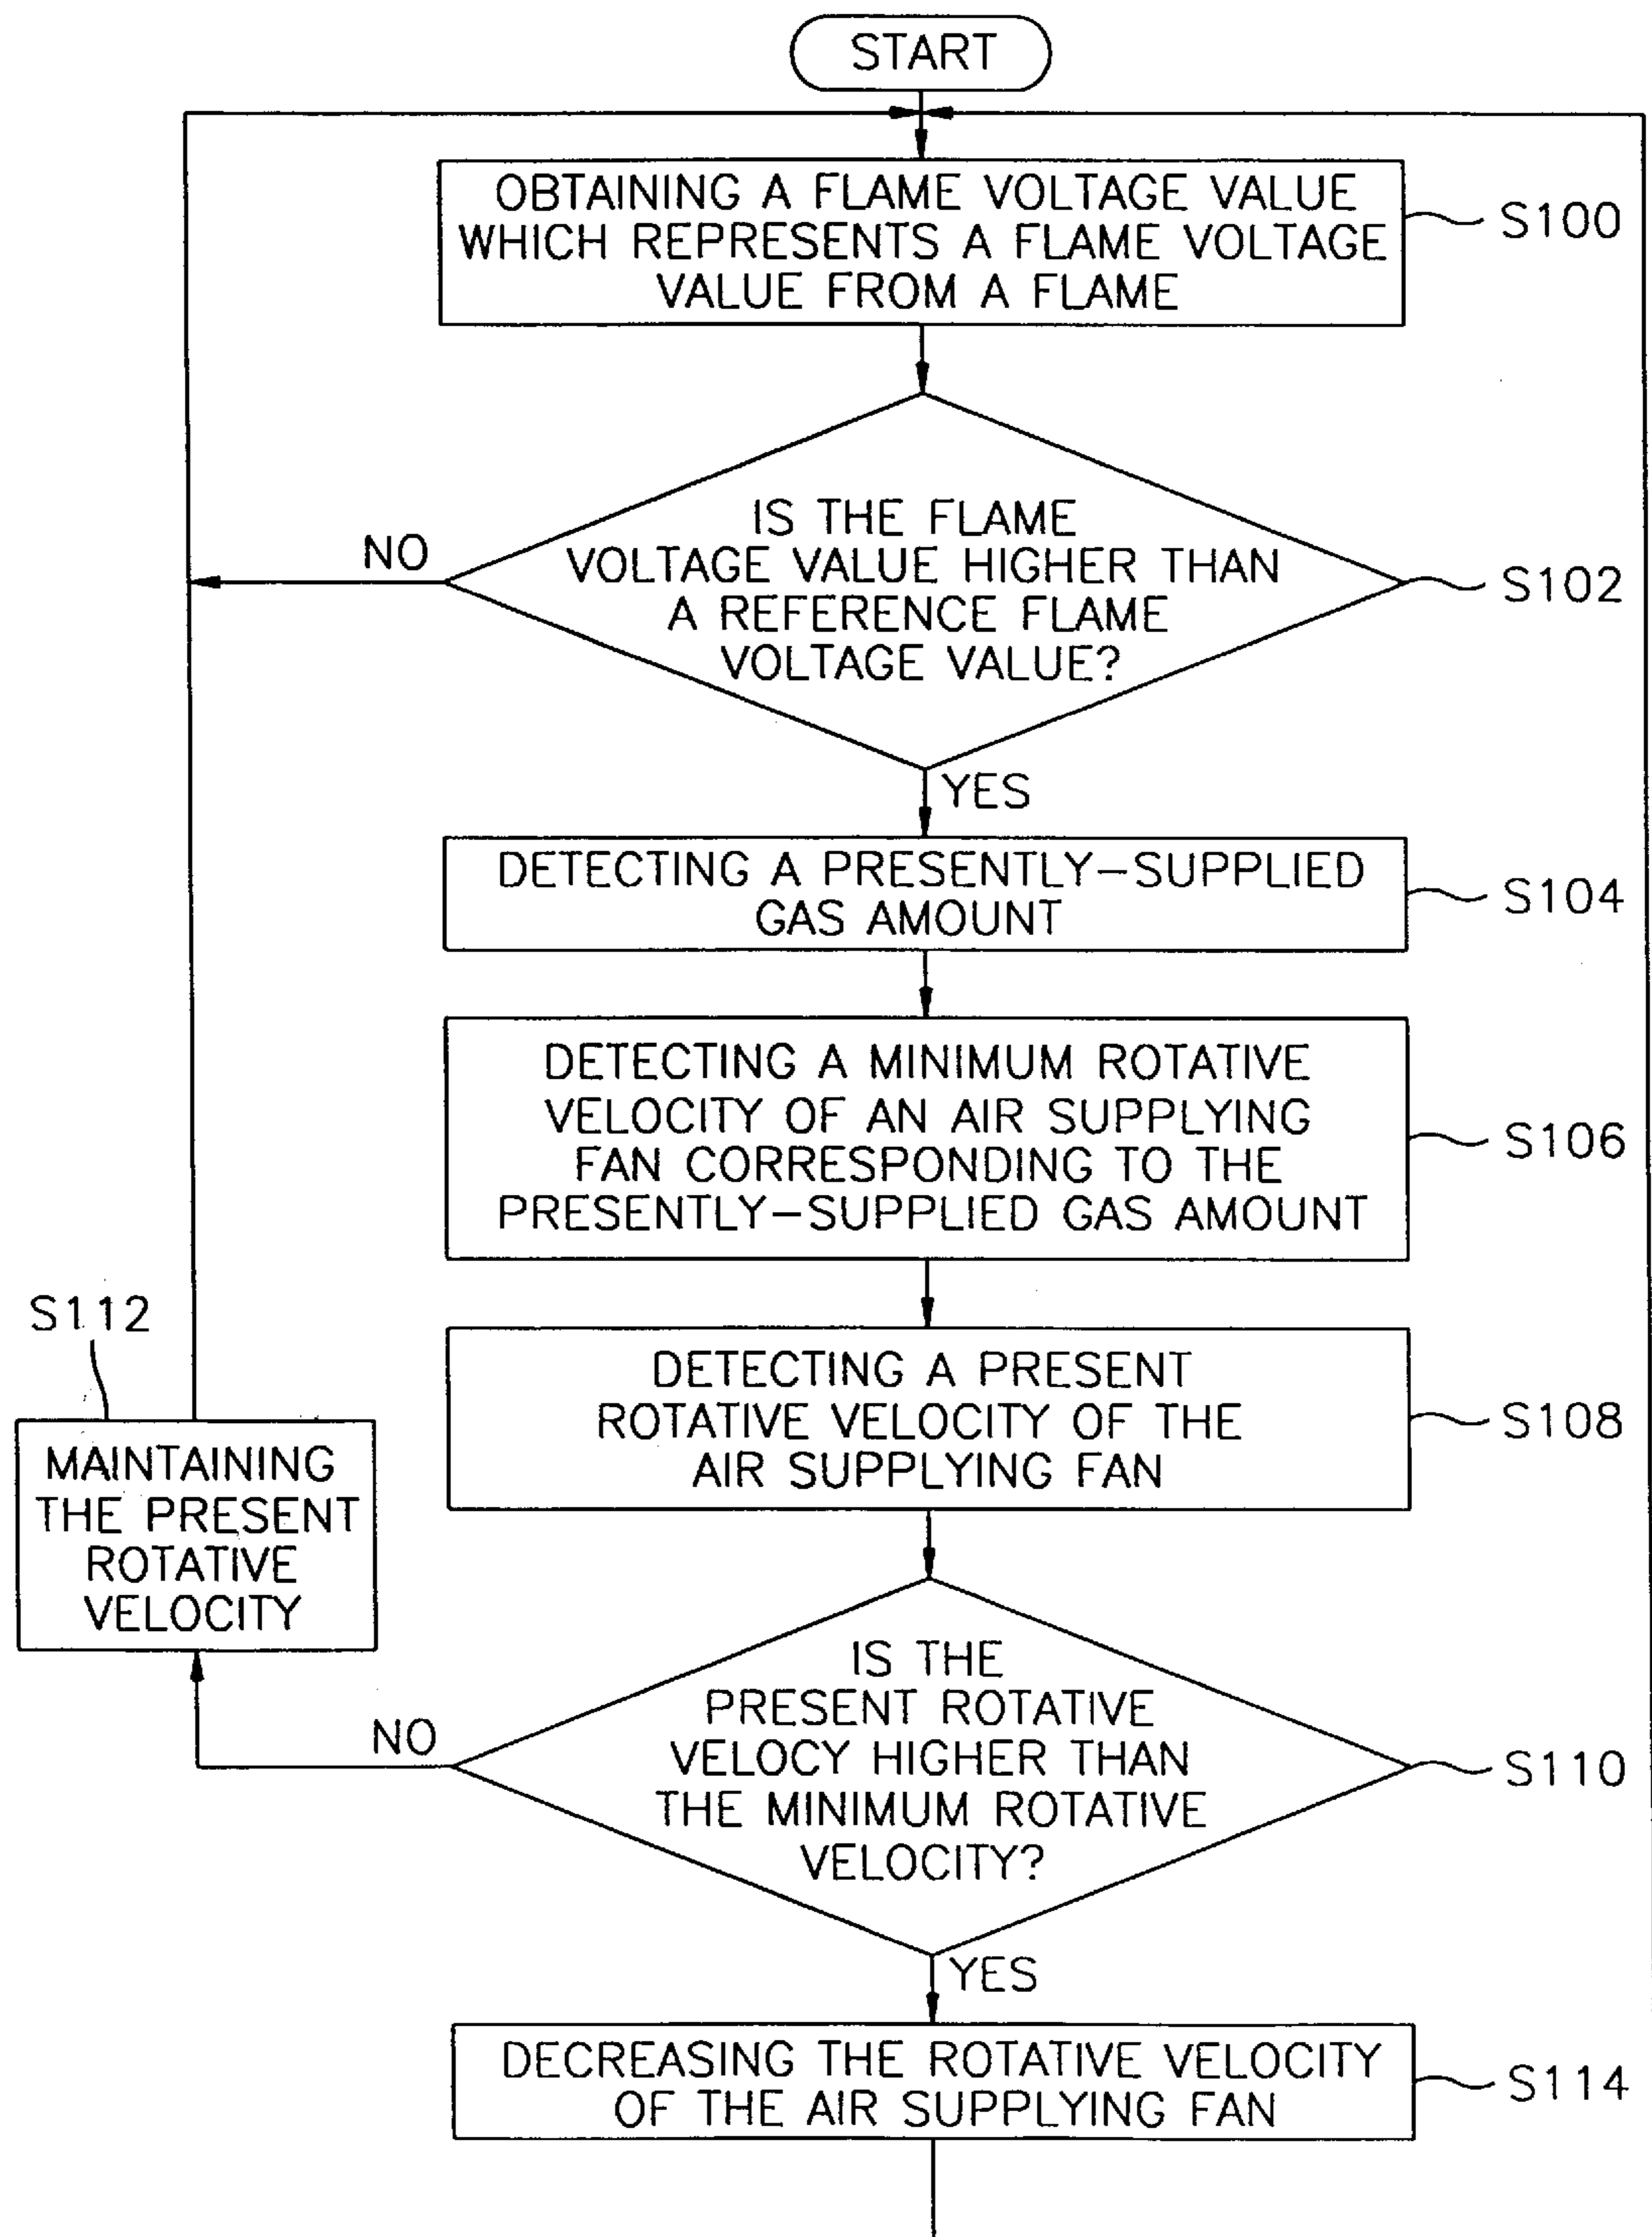 START
OBTAINING A FLAME VOLTAGE VALUE
WHICH REPRESENTS A FLAME VOLTAGE
VALUE FROM A FLAME
S100
IS THE FLAME
VOLTAGE VALUE HIGHER THAN
A REFERENCE FLAME
VOLTAGE VALUE?
NO
S102
YES
DETECTING A PRESENTLY-SUPPLIED
GAS AMOUNT
S104
DETECTING A MINIMUM ROTATIVE
VELOCITY OF AN AIR SUPPLYING
FAN CORRESPONDING TO THE
PRESENTLY-SUPPLIED GAS AMOUNT
S106
S112
DETECTING A PRESENT
ROTATIVE VELOCITY OF THE
AIR SUPPLYING FAN
S108
MAINTAINING
THE PRESENT
ROTATIVE
VELOCITY
IS THE
PRESENT ROTATIVE
VELOCY HIGHER THAN
THE MINIMUM ROTATIVE
VELOCITY?
NO
S110
YES
DECREASING THE ROTATIVE VELOCITY
OF THE AIR SUPPLYING FAN
S114